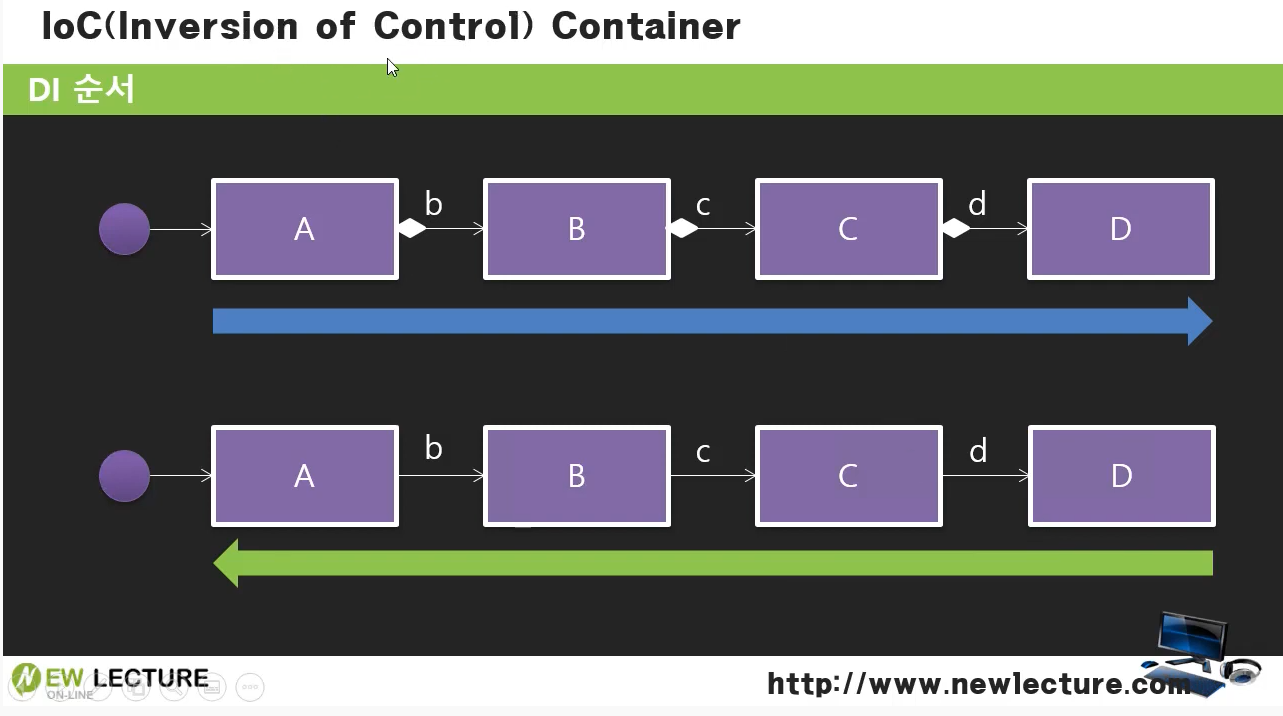 IoC(Inversion of Control) Container
DI 순서
b c d
A B C D
b c d
A B C D
NEW LECTURE
ON-LINE
http://www.newlecture.com